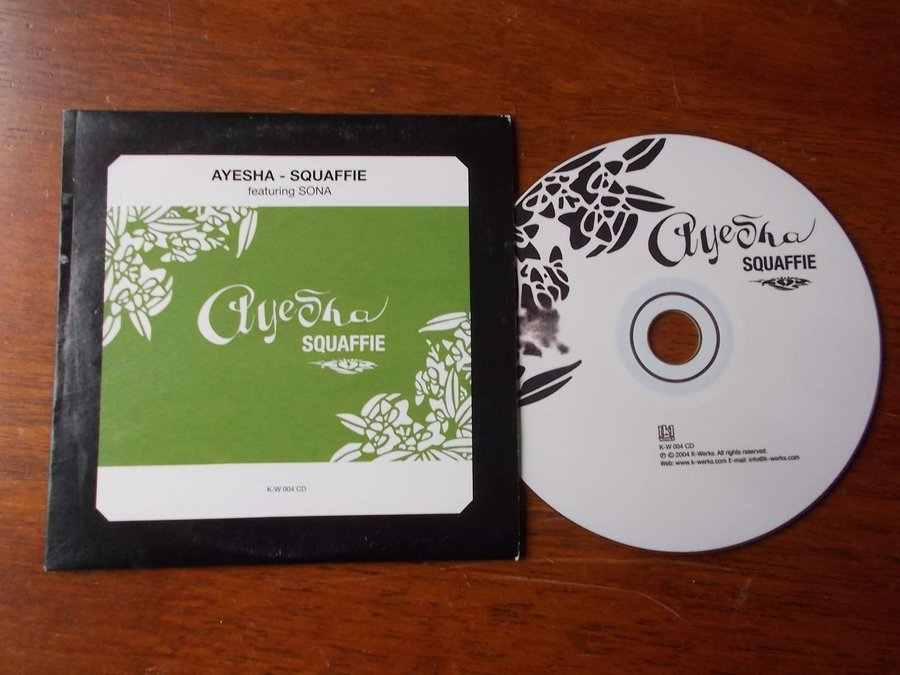 AYESHA - SQUAFFIE
featuring SONA
Ayesha
SQUAFFIE
K-W 004 CD
Ayesha
SQUAFFIE
[k]
WERKS
K-W 004 CD
℗ © 2004 K-Werks. All rights reserved.
Web: www.k-werks.com E-mail: info@k-werks.com